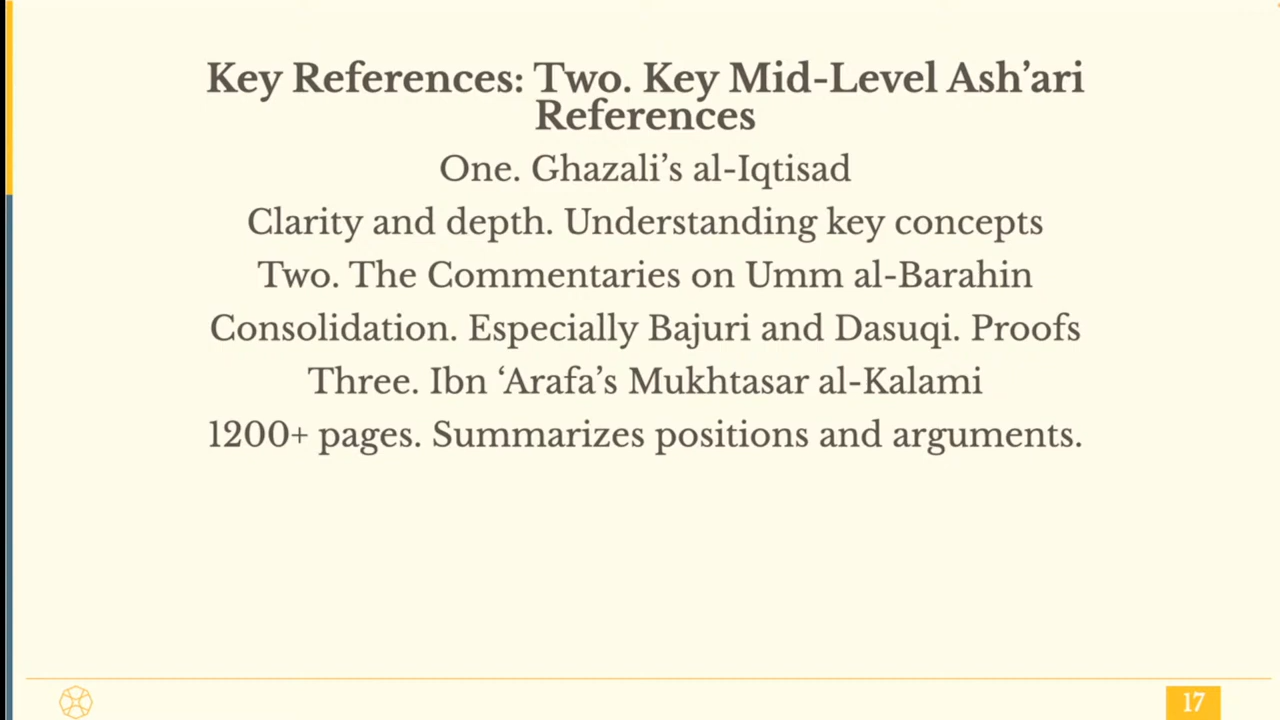 Key References: Two. Key Mid-Level Ash’ari
References
One. Ghazali’s al-Iqtisad
Clarity and depth. Understanding key concepts
Two. The Commentaries on Umm al-Barahin
Consolidation. Especially Bajuri and Dasuqi. Proofs
Three. Ibn ‘Arafa’s Mukhtasar al-Kalami
1200+ pages. Summarizes positions and arguments.
17